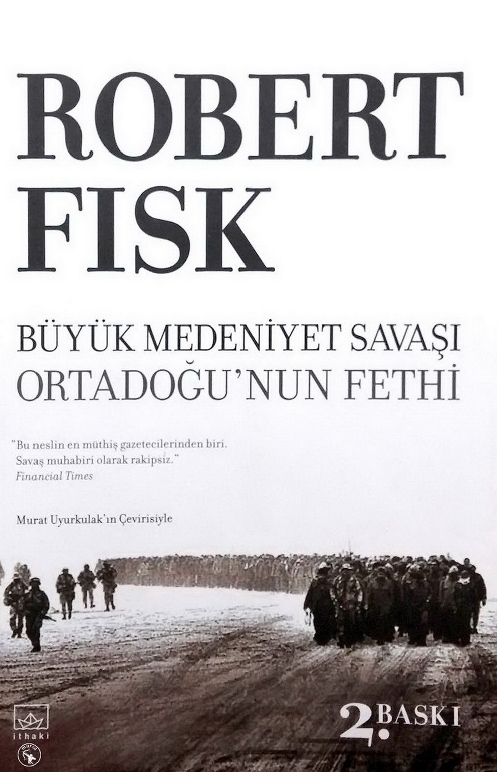 ROBERT
FISK
BÜYÜK MEDENİYET SAVAŞI
ORTADOĞU'NUN FETHİ
"Bu neslin en müthiş gazetecilerinden biri.
Savaş muhabiri olarak rakipsiz."
Financial Times
Murat Uyurkulak'ın Çevirisiyle
2. BASKI
ithaki